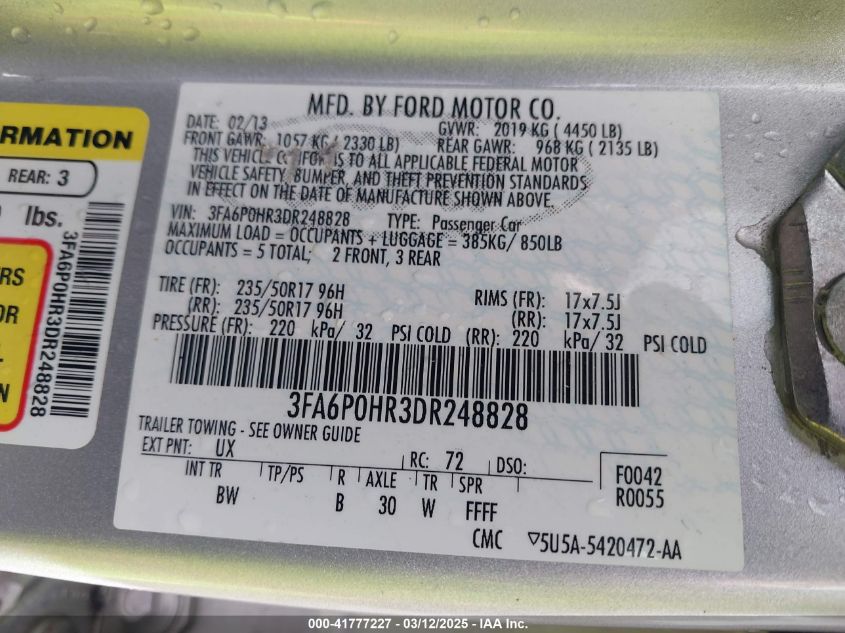 MFD. BY FORD MOTOR CO.
DATE: 02/13 GVWR: 2019 KG ( 4450 LB)
FRONT GAWR: 1057 KG ( 2330 LB) REAR GAWR: 968 KG ( 2135 LB)
THIS VEHICLE CONFORMS TO ALL APPLICABLE FEDERAL MOTOR
VEHICLE SAFETY, BUMPER, AND THEFT PREVENTION STANDARDS
IN EFFECT ON THE DATE OF MANUFACTURE SHOWN ABOVE.
VIN: 3FA6P0HR3DR248828 TYPE: Passenger Car
MAXIMUM LOAD = OCCUPANTS + LUGGAGE = 385KG/ 850LB
OCCUPANTS = 5 TOTAL; 2 FRONT, 3 REAR
TIRE (FR): 235/50R17 96H RIMS (FR): 17x7.5J
(RR): 235/50R17 96H (RR): 17x7.5J
PRESSURE (FR): 220 kPa/ 32 PSI COLD (RR): 220 kPa/ 32 PSI COLD
3FA6P0HR3DR248828
TRAILER TOWING - SEE OWNER GUIDE
EXT PNT: UX RC: 72 DSO:
INT TR TP/PS R AXLE TR SPR F0042
BW B 30 W FFFF R0055
CMC ▽5U5A-5420472-AA
ORMATION
REAR: 3
lbs.
ERS
OR
3FA6P0HR3DR248828
000-41777227 - 03/12/2025 - IAA Inc.